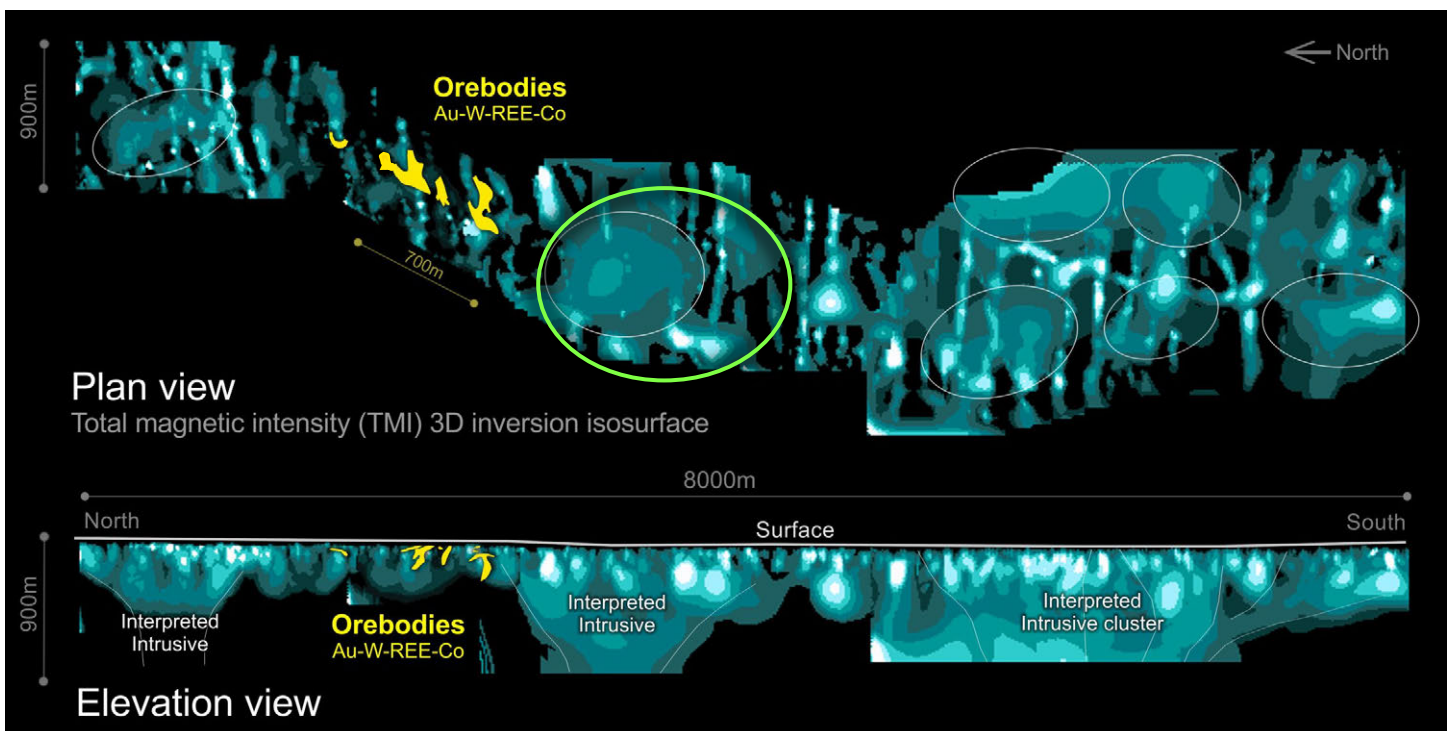 900m
Orebodies
Au-W-REE-Co
North
700m
Plan view
Total magnetic intensity (TMI) 3D inversion isosurface
8000m
North
Surface
South
900m
Interpreted
Intrusive
Orebodies
Au-W-REE-Co
Interpreted
Intrusive
Interpreted
Intrusive cluster
Elevation view